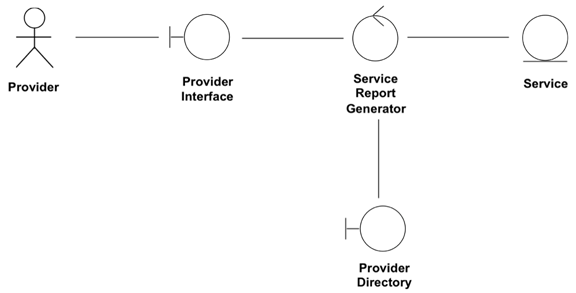 Provider
Provider
Interface
Service
Report
Generator
Service
Provider
Directory